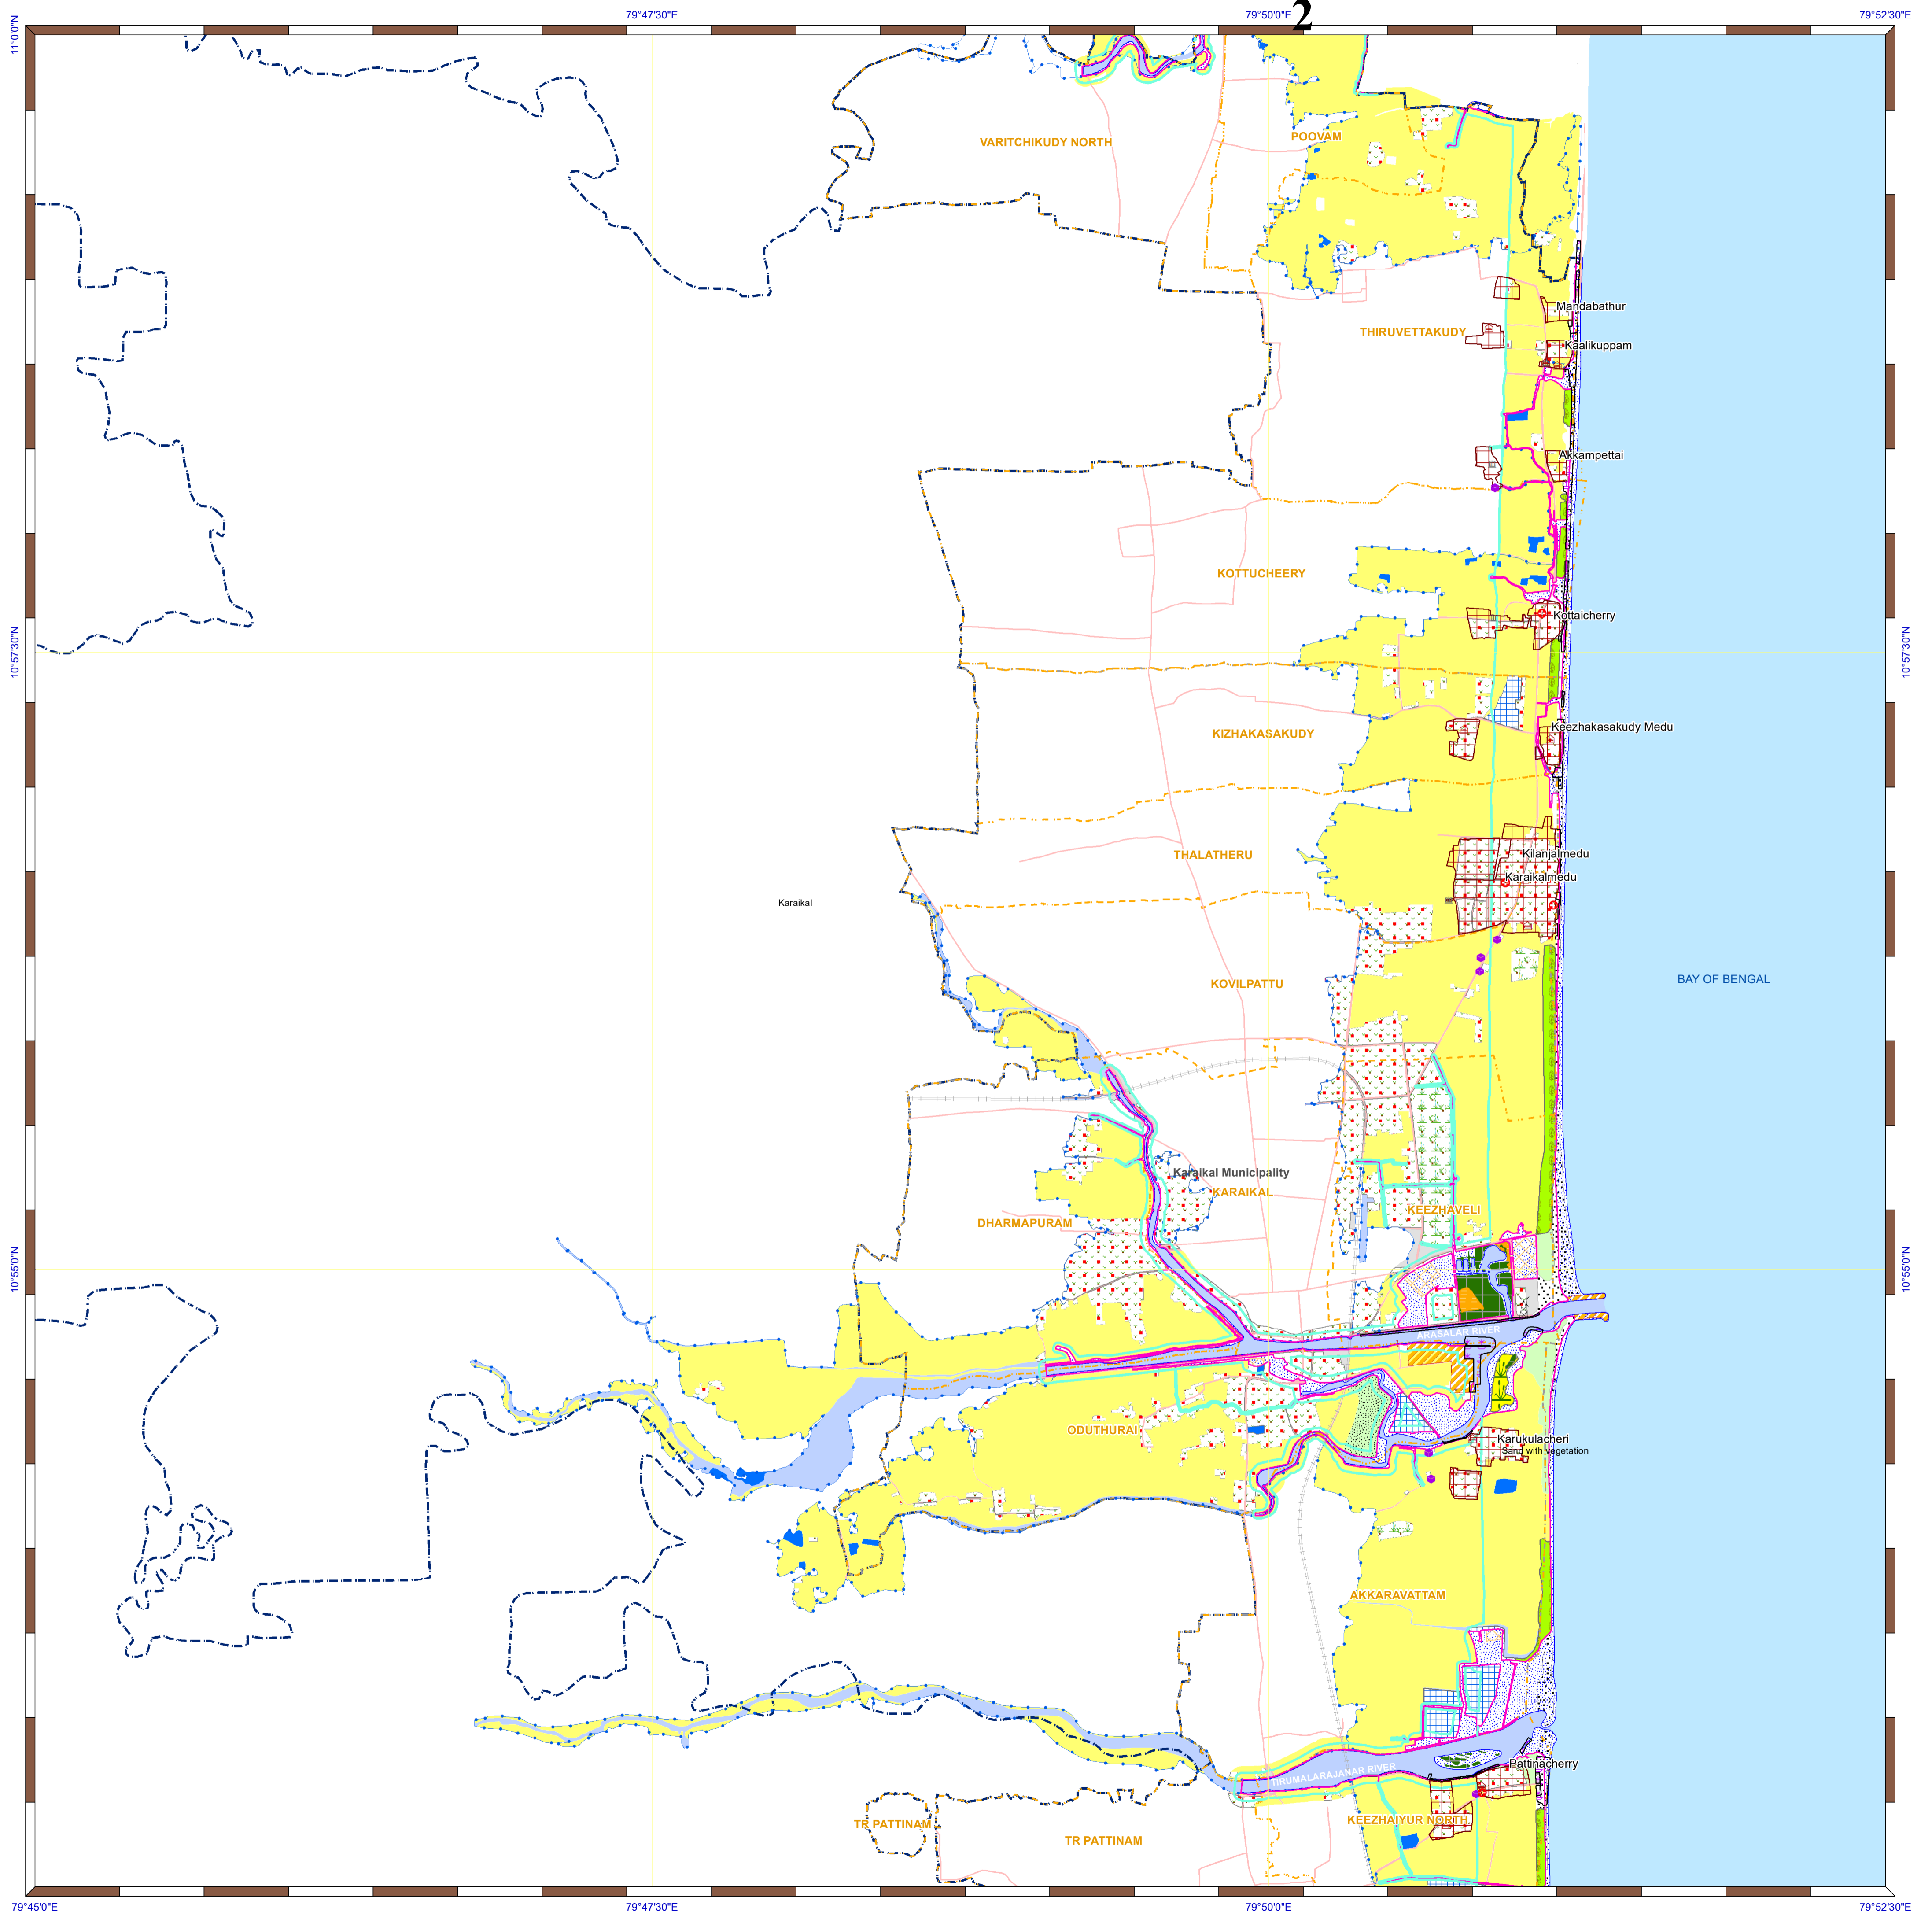 2
79°47'30"E
79°50'0"E
79°52'30"E
11°0'0"N
VARITCHIKUDY NORTH
POOVAM
Mandabathur
THIRUVETTAKUDY
Kaalikuppam
Akkampettai
KOTTUCHEERY
Kottaicherry
10°57'30"N
10°57'30"N
Keezhakasakudy Medu
KIZHAKASAKUDY
THALATHERU
Kilanjalmedu
Karaikalmedu
Karaikal
KOVILPATTU
BAY OF BENGAL
Karaikal Municipality
KARAIKAL
KEEZHAVELI
DHARMAPURAM
10°55'0"N
10°55'0"N
ARASALAR RIVER
ODUTHURAI
Karukulacheri
Sand with vegetation
AKKARAVATTAM
Pattinacherry
TIRUMALARAJANAR RIVER
KEEZHAIYUR NORTH
TR PATTINAM
TR PATTINAM
79°45'0"E
79°47'30"E
79°50'0"E
79°52'30"E